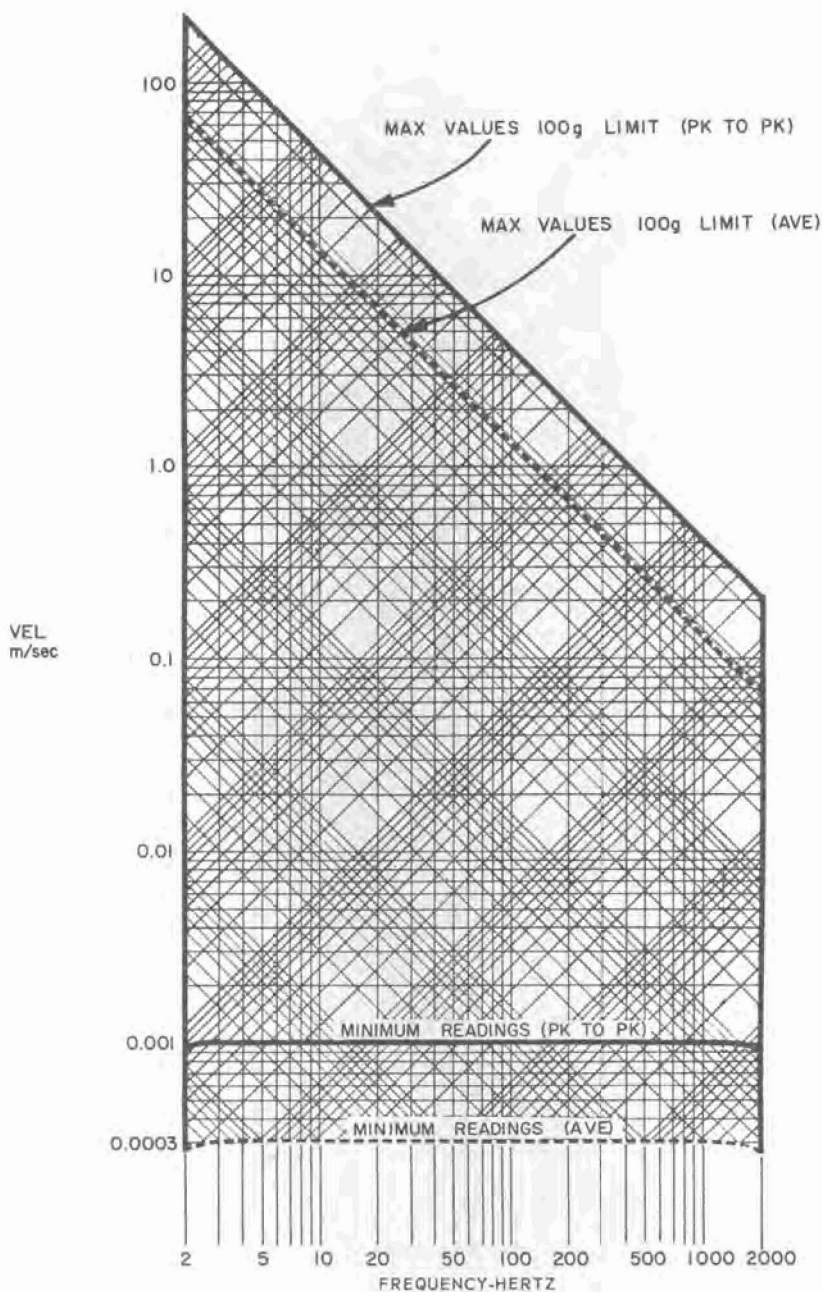 100
MAX VALUES 100g LIMIT (PK TO PK)
MAX VALUES 100g LIMIT (AVE)
10
1.0
VEL
m/sec
0.1
0.01
MINIMUM READINGS (PK TO PK)
0.001
MINIMUM READINGS (AVE)
0.0003
2 5 10 20 50 100 200 500 1000 2000
FREQUENCY-HERTZ